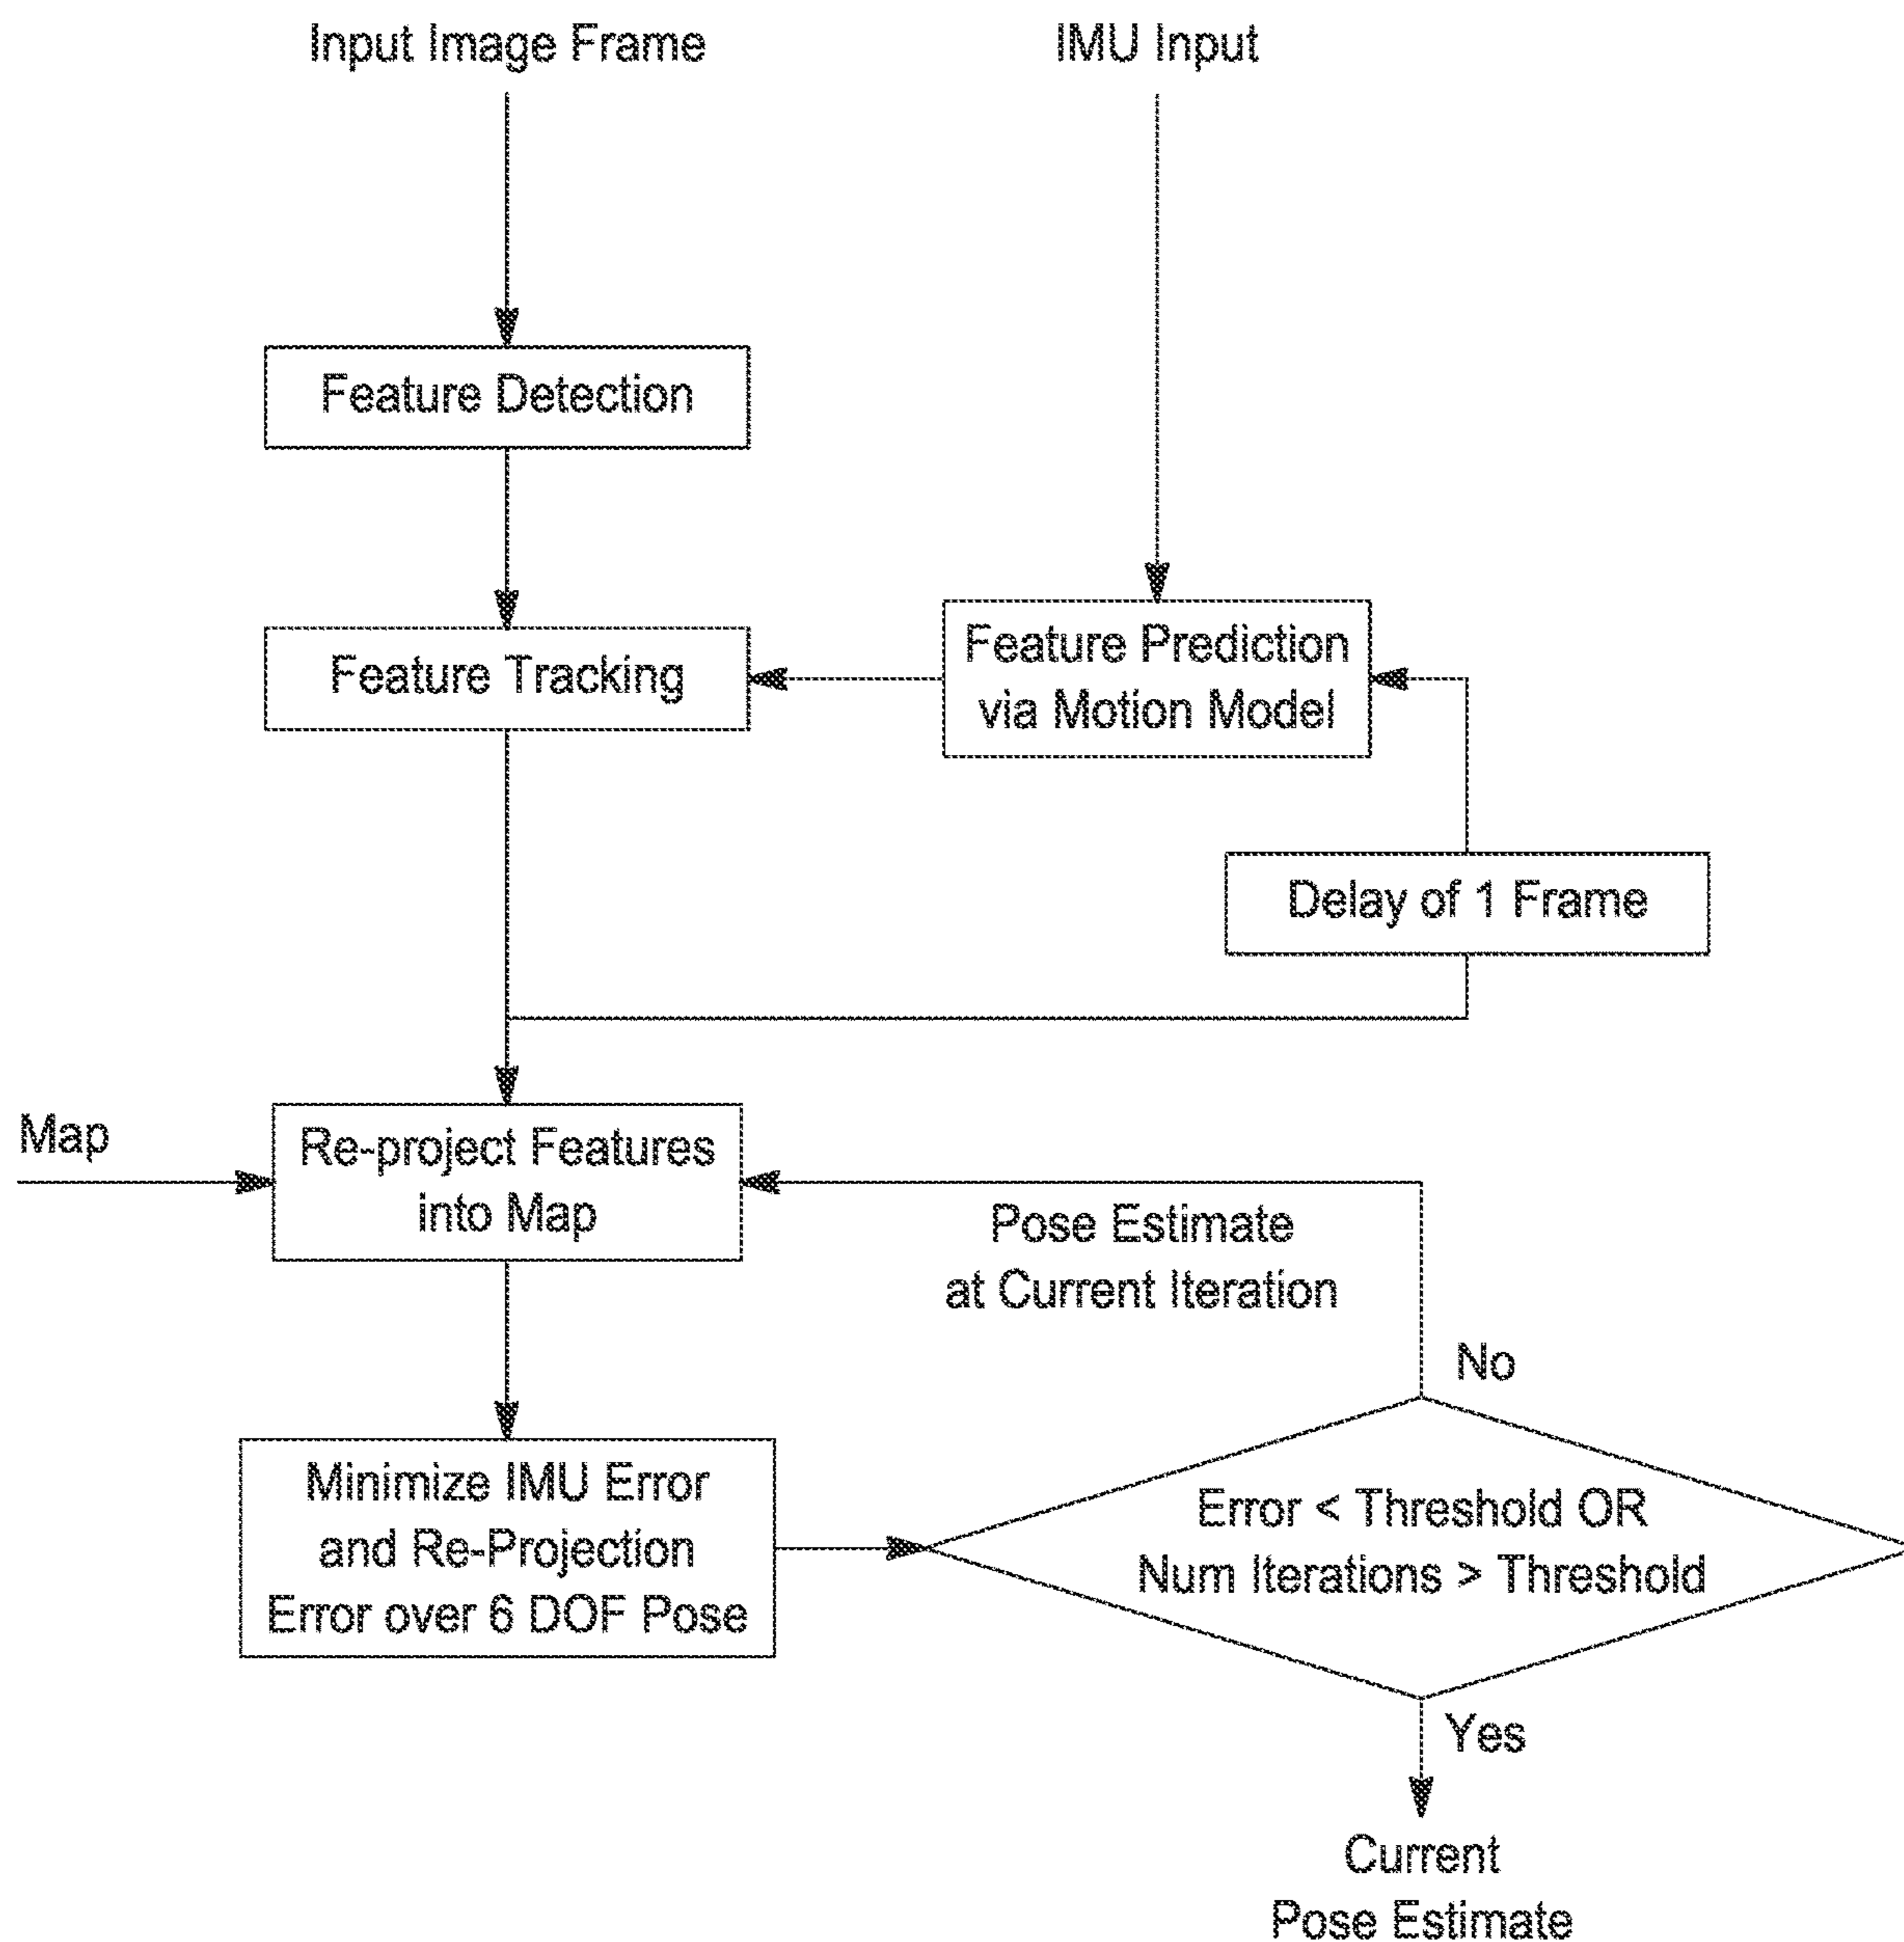 Input Image Frame
IMU Input
Feature Detection
Feature Tracking
Feature Prediction
via Motion Model
Delay of 1 Frame
Map
Re-project Features
into Map
Pose Estimate
at Current Iteration
No
Minimize IMU Error
and Re-Projection
Error over 6 DOF Pose
Error < Threshold OR
Num Iterations > Threshold
Yes
Current
Pose Estimate